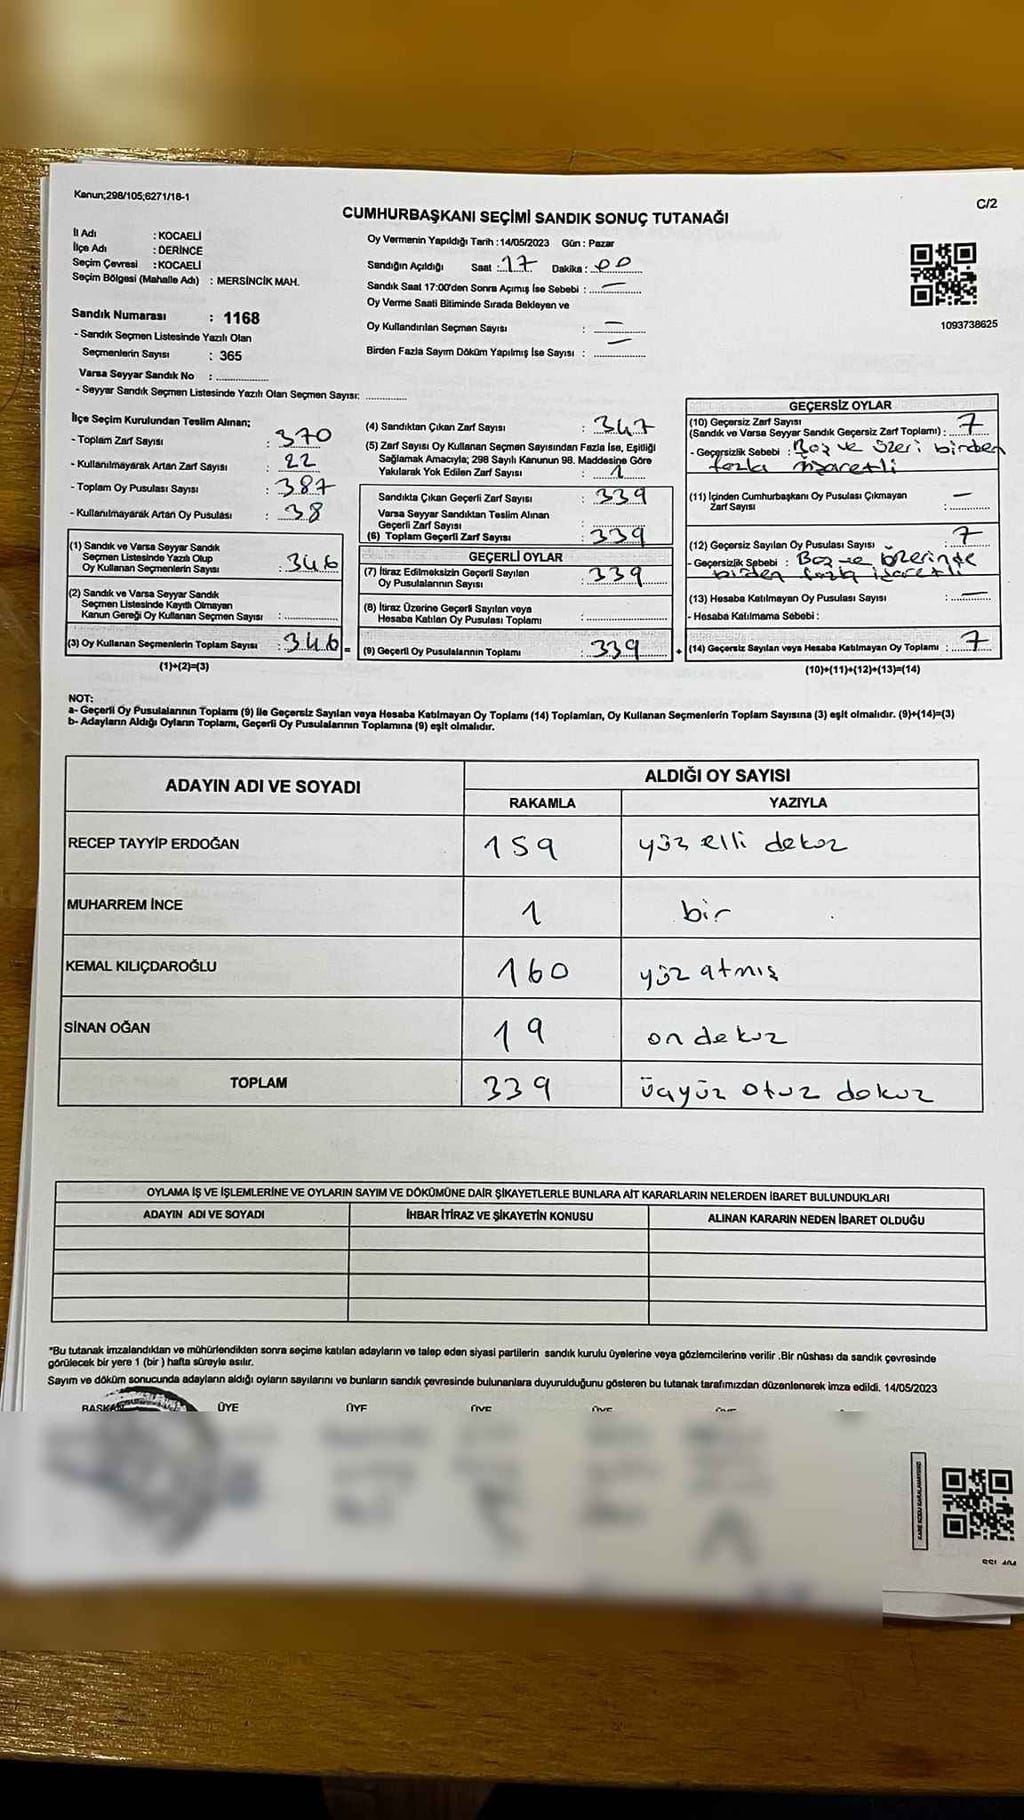 Kanun;298/105;6271/18-1
C/2
CUMHURBAŞKANI SEÇİMİ SANDIK SONUÇ TUTANAĞI
İl Adı : KOCAELİ
İlçe Adı : DERİNCE
Seçim Çevresi : KOCAELİ
Seçim Bölgesi (Mahalle Adı) : MERSİNCİK MAH.
Sandık Numarası : 1168
- Sandık Seçmen Listesinde Yazılı Olan
Seçmenlerin Sayısı : 365
Varsa Seyyar Sandık No :
- Seyyar Sandık Seçmen Listesinde Yazılı Olan Seçmen Sayısı:
Oy Vermenin Yapıldığı Tarih : 14/05/2023 Gün : Pazar
Sandığın Açıldığı Saat : 17 Dakika : 00
Sandık Saat 17:00'den Sonra Açımış İse Sebebi : —
Oy Verme Saati Bitiminde Sırada Bekleyen ve
Oy Kullandırılan Seçmen Sayısı : —
Birden Fazla Sayım Döküm Yapılmış İse Sayısı : —
1093738625
İlçe Seçim Kurulundan Teslim Alınan;
- Toplam Zarf Sayısı : 370
- Kullanılmayarak Artan Zarf Sayısı : 22
- Toplam Oy Pusulası Sayısı : 387
- Kullanılmayarak Artan Oy Pusulası : 38
(1) Sandık ve Varsa Seyyar Sandık
Seçmen Listesinde Yazılı Olup
Oy Kullanan Seçmenlerin Sayısı : 346
(2) Sandık ve Varsa Seyyar Sandık
Seçmen Listesinde Kayıtlı Olmayan
Kanun Gereği Oy Kullanan Seçmen Sayısı :
(3) Oy Kullanan Seçmenlerin Toplam Sayısı : 346 =
(1)+(2)=(3)
(4) Sandıktan Çıkan Zarf Sayısı : 347
(5) Zarf Sayısı Oy Kullanan Seçmen Sayısından Fazla İse, Eşitliği
Sağlamak Amacıyla; 298 Sayılı Kanunun 98. Maddesine Göre
Yakılarak Yok Edilen Zarf Sayısı : 1
Sandıkta Çıkan Geçerli Zarf Sayısı : 339
Varsa Seyyar Sandıktan Teslim Alınan
Geçerli Zarf Sayısı :
(6) Toplam Geçerli Zarf Sayısı : 339
GEÇERLİ OYLAR
(7) İtiraz Edilmeksizin Geçerli Sayılan
Oy Pusulalarının Sayısı : 339
(8) İtiraz Üzerine Geçerli Sayılan veya
Hesaba Katılan Oy Pusulası Toplamı :
(9) Geçerli Oy Pusulalarının Toplamı : 339 +
GEÇERSİZ OYLAR
(10) Geçersiz Zarf Sayısı
(Sandık ve Varsa Seyyar Sandık Geçersiz Zarf Toplamı) : 7
- Geçersizlik Sebebi : Boş ve üzeri birden
fazla işaretli
(11) İçinden Cumhurbaşkanı Oy Pusulası Çıkmayan
Zarf Sayısı : —
(12) Geçersiz Sayılan Oy Pusulası Sayısı : 7
- Geçersizlik Sebebi : Boş ve üzerinde
birden fazla işaretli
(13) Hesaba Katılmayan Oy Pusulası Sayısı : —
- Hesaba Katılmama Sebebi :
(14) Geçersiz Sayılan veya Hesaba Katılmayan Oy Toplamı : 7
(10)+(11)+(12)+(13)=(14)
NOT:
a- Geçerli Oy Pusulalarının Toplamı (9) ile Geçersiz Sayılan veya Hesaba Katılmayan Oy Toplamı (14) Toplamları, Oy Kullanan Seçmenlerin Toplam Sayısına (3) eşit olmalıdır. (9)+(14)=(3)
b- Adayların Aldığı Oyların Toplamı, Geçerli Oy Pusulalarının Toplamına (9) eşit olmalıdır.
ADAYIN ADI VE SOYADI ALDIĞI OY SAYISI
RAKAMLA YAZIYLA
RECEP TAYYİP ERDOĞAN 159 yüz elli dokuz
MUHARREM İNCE 1 bir
KEMAL KILIÇDAROĞLU 160 yüz atmış
SİNAN OĞAN 19 on dokuz
TOPLAM 339 üçyüz otuz dokuz
OYLAMA İŞ VE İŞLEMLERİNE VE OYLARIN SAYIM VE DÖKÜMÜNE DAİR ŞİKAYETLERLE BUNLARA AİT KARARLARIN NELERDEN İBARET BULUNDUKLARI
ADAYIN ADI VE SOYADI İHBAR İTİRAZ VE ŞİKAYETİN KONUSU ALINAN KARARIN NEDEN İBARET OLDUĞU
*Bu tutanak imzalandıktan ve mühürlendikten sonra seçime katılan adayların ve talep eden siyasi partilerin sandık kurulu üyelerine veya gözlemcilerine verilir .Bir nüshası da sandık çevresinde
görülecek bir yere 1 (bir ) hafta süreyle asılır.
Sayım ve döküm sonucunda adayların aldığı oyların sayılarını ve bunların sandık çevresinde bulunanlara duyurulduğunu gösteren bu tutanak tarafımızdan düzenlenerek imza edildi. 14/05/2023
BAŞKAN ÜYE ÜYE ÜYE ÜYE ÜYE
KARE KODU KARALAMAYINIZ